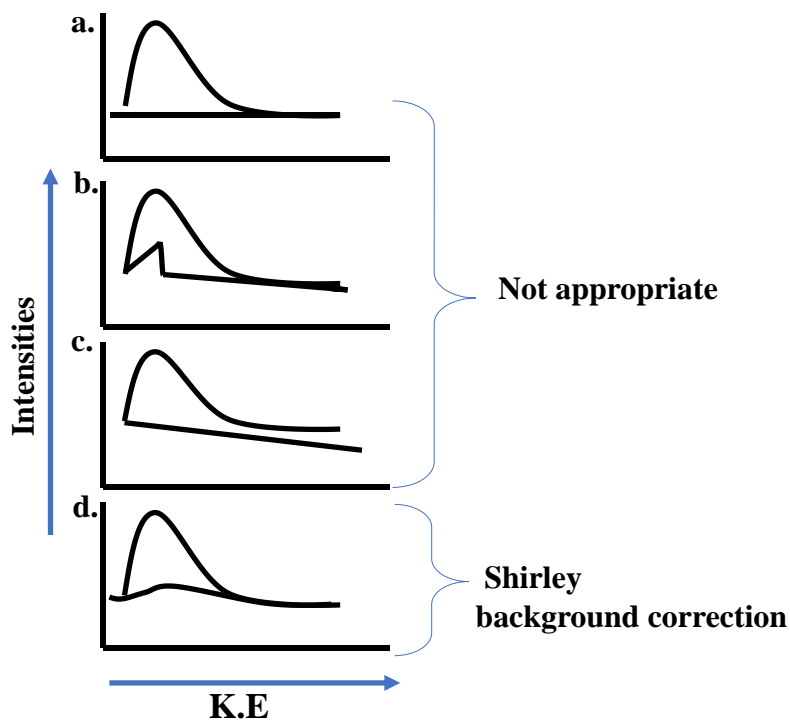 a.
b.
c.
d.
Intensities
K.E
Not appropriate
Shirley
background correction